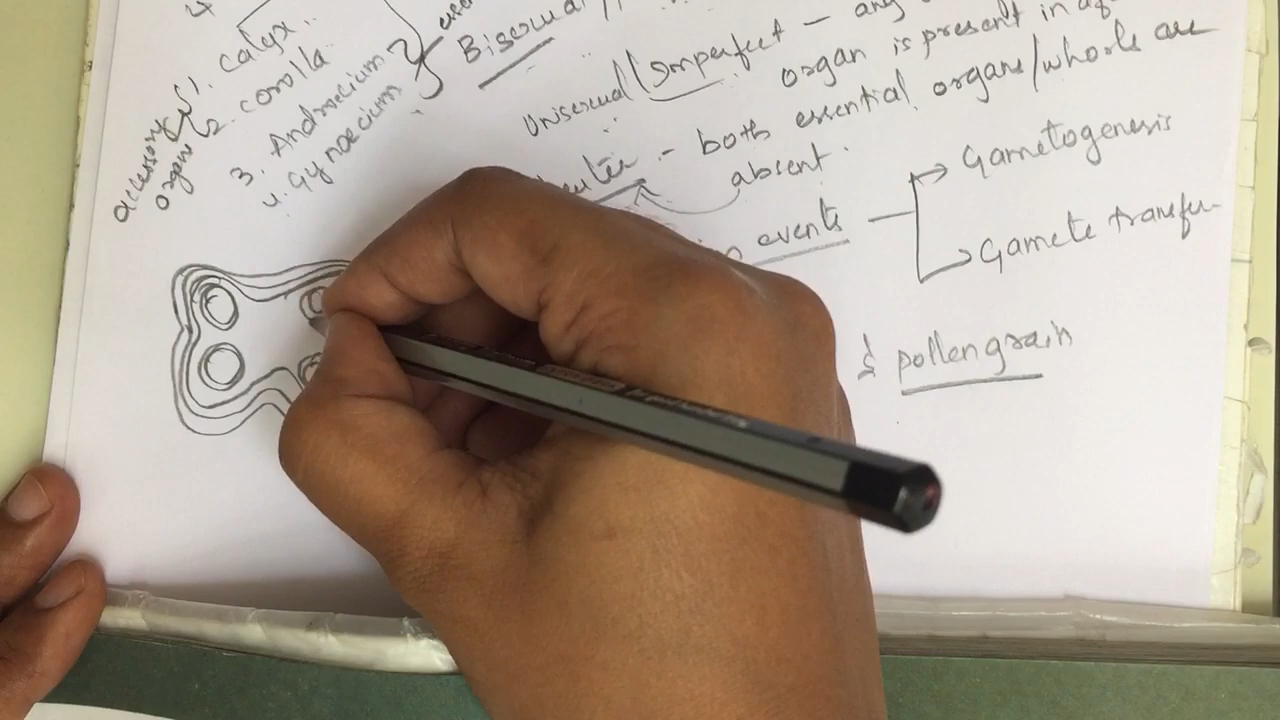 1. Calyx
2. corolla
3. Androecium
4. Gynoecium
accessory
organ
Bisexual
Unisexual (Imperfect - any
organ is present in a
- both essential organs/whorls are
absent.
events
Gametogenesis
Gamete transfer
& pollengrain